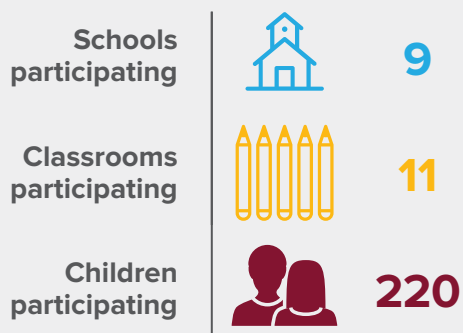 Schools
participating
9
Classrooms
participating
11
Children
participating
220